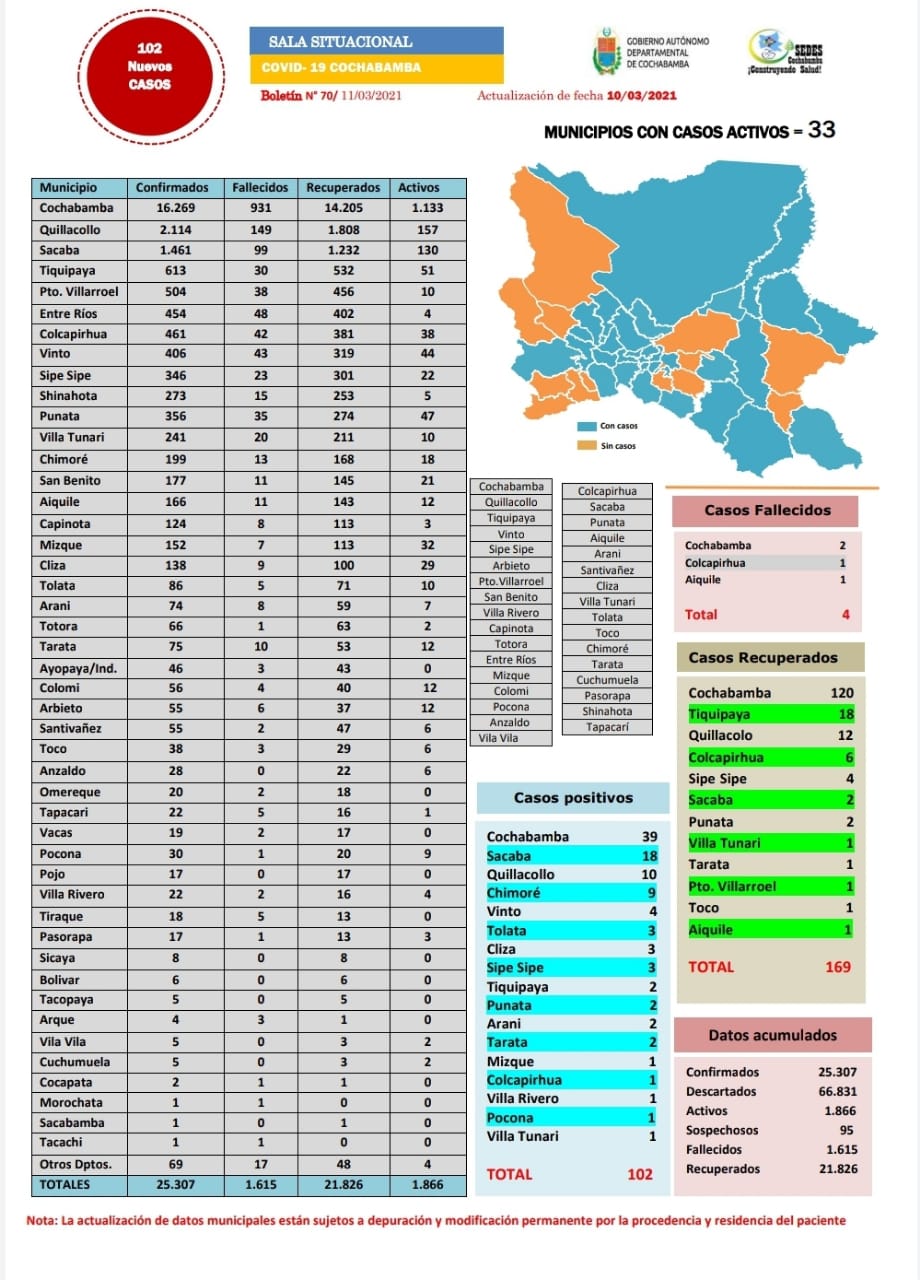 102
Nuevos
CASOS
SALA SITUACIONAL
COVID- 19 COCHABAMBA
Boletín N° 70/ 11/03/2021
GOBIERNO AUTÓNOMO
DEPARTAMENTAL
DE COCHABAMBA
SEDES
Cochabamba
¡Construyendo Salud!
Actualización de fecha 10/03/2021
MUNICIPIOS CON CASOS ACTIVOS = 33
Municipio Confirmados Fallecidos Recuperados Activos
Cochabamba 16.269 931 14.205 1.133
Quillacollo 2.114 149 1.808 157
Sacaba 1.461 99 1.232 130
Tiquipaya 613 30 532 51
Pto. Villarroel 504 38 456 10
Entre Ríos 454 48 402 4
Colcapirhua 461 42 381 38
Vinto 406 43 319 44
Sipe Sipe 346 23 301 22
Shinahota 273 15 253 5
Punata 356 35 274 47
Villa Tunari 241 20 211 10
Chimoré 199 13 168 18
San Benito 177 11 145 21
Aiquile 166 11 143 12
Capinota 124 8 113 3
Mizque 152 7 113 32
Cliza 138 9 100 29
Tolata 86 5 71 10
Arani 74 8 59 7
Totora 66 1 63 2
Tarata 75 10 53 12
Ayopaya/Ind. 46 3 43 0
Colomi 56 4 40 12
Arbieto 55 6 37 12
Santivañez 55 2 47 6
Toco 38 3 29 6
Anzaldo 28 0 22 6
Omereque 20 2 18 0
Tapacari 22 5 16 1
Vacas 19 2 17 0
Pocona 30 1 20 9
Pojo 17 0 17 0
Villa Rivero 22 2 16 4
Tiraque 18 5 13 0
Pasorapa 17 1 13 3
Sicaya 8 0 8 0
Bolivar 6 0 6 0
Tacopaya 5 0 5 0
Arque 4 3 1 0
Vila Vila 5 0 3 2
Cuchumuela 5 0 3 2
Cocapata 2 1 1 0
Morochata 1 1 0 0
Sacabamba 1 0 1 0
Tacachi 1 1 0 0
Otros Dptos. 69 17 48 4
TOTALES 25.307 1.615 21.826 1.866
Con casos
Sin casos
Cochabamba
Quillacollo
Tiquipaya
Vinto
Sipe Sipe
Arbieto
Pto.Villarroel
San Benito
Villa Rivero
Capinota
Totora
Entre Ríos
Mizque
Colomi
Pocona
Anzaldo
Vila Vila
Colcapirhua
Sacaba
Punata
Aiquile
Arani
Santivañez
Cliza
Villa Tunari
Tolata
Toco
Chimoré
Tarata
Cuchumuela
Pasorapa
Shinahota
Tapacarí
Casos Fallecidos
Cochabamba 2
Colcapirhua 1
Aiquile 1
Total 4
Casos Recuperados
Cochabamba 120
Tiquipaya 18
Quillacolo 12
Colcapirhua 6
Sipe Sipe 4
Sacaba 2
Punata 2
Villa Tunari 1
Tarata 1
Pto. Villarroel 1
Toco 1
Aiquile 1
TOTAL 169
Casos positivos
Cochabamba 39
Sacaba 18
Quillacollo 10
Chimoré 9
Vinto 4
Tolata 3
Cliza 3
Sipe Sipe 3
Tiquipaya 2
Punata 2
Arani 2
Tarata 2
Mizque 1
Colcapirhua 1
Villa Rivero 1
Pocona 1
Villa Tunari 1
TOTAL 102
Datos acumulados
Confirmados 25.307
Descartados 66.831
Activos 1.866
Sospechosos 95
Fallecidos 1.615
Recuperados 21.826
Nota: La actualización de datos municipales están sujetos a depuración y modificación permanente por la procedencia y residencia del paciente